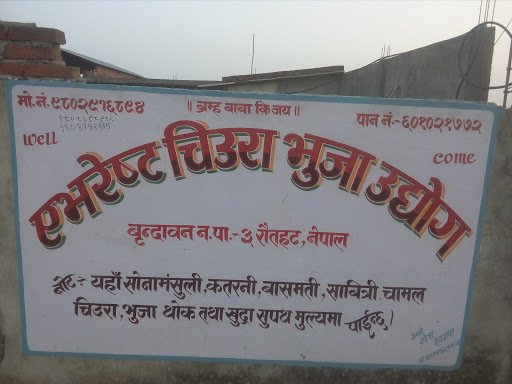 ॥ ब्रम्ह बाबा कि जय ॥
मो.नं.९८०२९१६८९४
पान नं.-६०१०२१७७२
well
come
एभरेष्ट चिउरा भुजा उद्योग
बृन्दावन न.पा.-३ रौतहट,नेपाल
नोटः- यहाँ सोनामंसुली,कतरनी,बासमती,साबित्री चामल
चिउरा,भुजा थोक तथा सुद्रा सुपथ मुल्यमा पाईन्छ।